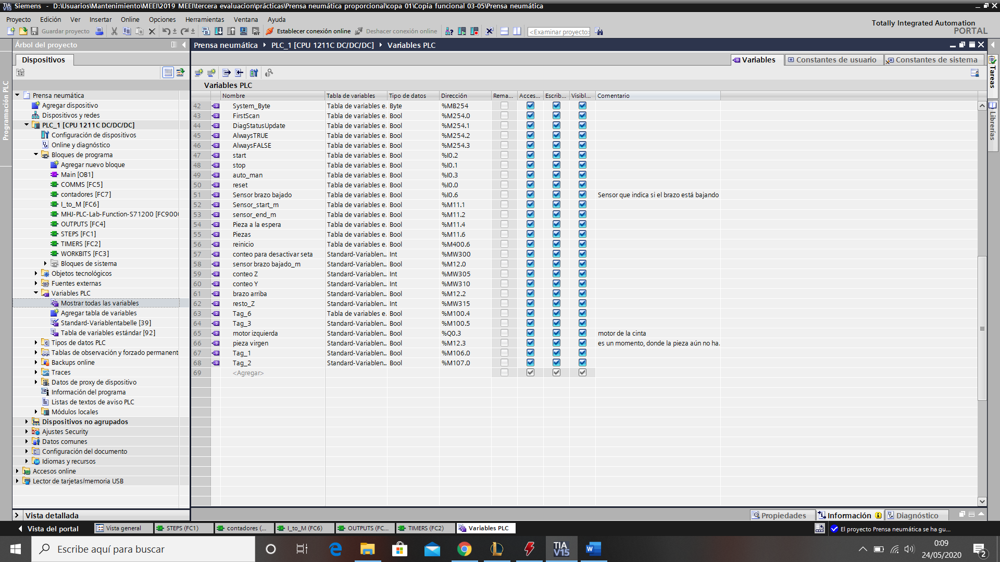 Siemens - D:\Usuarios\Mantenimiento\MEEI\2019 MEEI\tercera evaluacion\prácticas\Prensa neumática proporcional\copa 01\Copia funcional 03-05\Prensa neumática
Proyecto Edición Ver Insertar Online Opciones Herramientas Ventana Ayuda
Totally Integrated Automation
PORTAL
Guardar proyecto Establecer conexión online Deshacer conexión online <Examinar proyecto>
Árbol del proyecto
Prensa neumática PLC_1 [CPU 1211C DC/DC/DC] Variables PLC
Dispositivos
Variables Constantes de usuario Constantes de sistema
Programación PLC
Tareas
Librerías
Prensa neumática
Agregar dispositivo
Dispositivos y redes
PLC_1 [CPU 1211C DC/DC/DC]
Configuración de dispositivos
Online y diagnóstico
Bloques de programa
Agregar nuevo bloque
Main [OB1]
COMMS [FC5]
contadores [FC7]
I_to_M [FC6]
MHJ-PLC-Lab-Function-S71200 [FC9000
OUTPUTS [FC4]
STEPS [FC1]
TIMERS [FC2]
WORKBITS [FC3]
Bloques de sistema
Objetos tecnológicos
Fuentes externas
Variables PLC
Mostrar todas las variables
Agregar tabla de variables
Standard-Variablentabelle [39]
Tabla de variables estándar [92]
Tipos de datos PLC
Tablas de observación y forzado permanent
Backups online
Traces
Datos de proxy de dispositivo
Información del programa
Listas de textos de aviso PLC
Módulos locales
Dispositivos no agrupados
Ajustes Security
Datos comunes
Configuración del documento
Idiomas y recursos
Accesos online
Lector de tarjetas/memoria USB
Vista detallada
Variables PLC
Nombre Tabla de variables Tipo de datos Dirección Rema... Acces... Escrib... Visibl... Comentario
42 System_Byte Tabla de variables e. Byte %MB254
43 FirstScan Tabla de variables e. Bool %M254.0
44 DiagStatusUpdate Tabla de variables e. Bool %M254.1
45 AlwaysTRUE Tabla de variables e. Bool %M254.2
46 AlwaysFALSE Tabla de variables e. Bool %M254.3
47 start Tabla de variables e. Bool %I0.2
48 stop Tabla de variables e. Bool %I0.1
49 auto_man Tabla de variables e. Bool %I0.3
50 reset Tabla de variables e. Bool %I0.0
51 Sensor brazo bajado Tabla de variables e. Bool %I0.6 Sensor que indica si el brazo está bajando
52 Sensor_start_m Tabla de variables e. Bool %M11.1
53 sensor_end_m Tabla de variables e. Bool %M11.2
54 Pieza a la espera Tabla de variables e. Bool %M11.4
55 Piezas Tabla de variables e. Bool %M11.6
56 reinicio Tabla de variables e. Bool %M400.6
57 conteo para desactivar seta Standard-Variablen.. Int %MW300
58 sensor brazo bajado_m Standard-Variablen.. Bool %M12.0
59 conteo Z Standard-Variablen.. Int %MW305
60 conteo Y Standard-Variablen.. Int %MW310
61 brazo arriba Standard-Variablen.. Bool %M12.2
62 resto_Z Standard-Variablen.. Int %MW315
63 Tag_6 Tabla de variables e. Bool %M100.4
64 Tag_3 Standard-Variablen.. Bool %M100.5
65 motor izquierda Standard-Variablen.. Bool %Q0.3 motor de la cinta
66 pieza virgen Standard-Variablen.. Bool %M12.3 es un momento, donde la pieza aún no ha.
67 Tag_1 Standard-Variablen.. Bool %M106.0
68 Tag_2 Standard-Variablen.. Bool %M107.0
69 <Agregar>
Propiedades Información Diagnóstico
Vista del portal Vista general STEPS (FC1) contadores (... I_to_M (FC6) OUTPUTS (FC... TIMERS (FC2) Variables PLC El proyecto Prensa neumática se ha gu...
Escribe aquí para buscar
TIA V15
0:09
24/05/2020
2